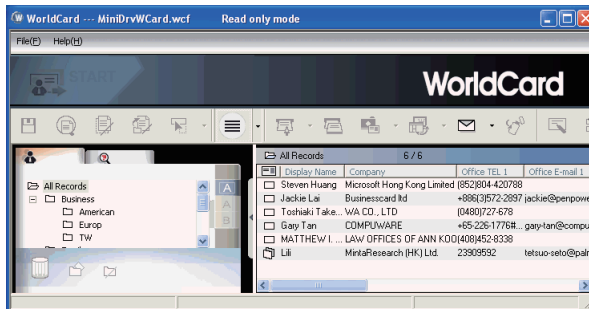 WorldCard --- MiniDrvWCard.wcf Read only mode
File(F) Help(H)
START
WorldCard
All Records 6 / 6
Display Name Company Office TEL 1 Office E-mail 1
All Records
Business
American
Europ
TW
A
A
B
Steven Huang Microsoft Hong Kong Limited (852)804-420788
Jackie Lai Businesscard ltd +886(3)572-2897 jackie@penpowe
Toshiaki Take... WA CO., LTD (0480)727-678
Gary Tan COMPUWARE +65-226-1776#... gary-tan@compu
MATTHEW I. ... LAW OFFICES OF ANN KOO (408)452-8338
Lili MintaResearch (HK) Ltd. 23909592 tetsuo-seto@palr